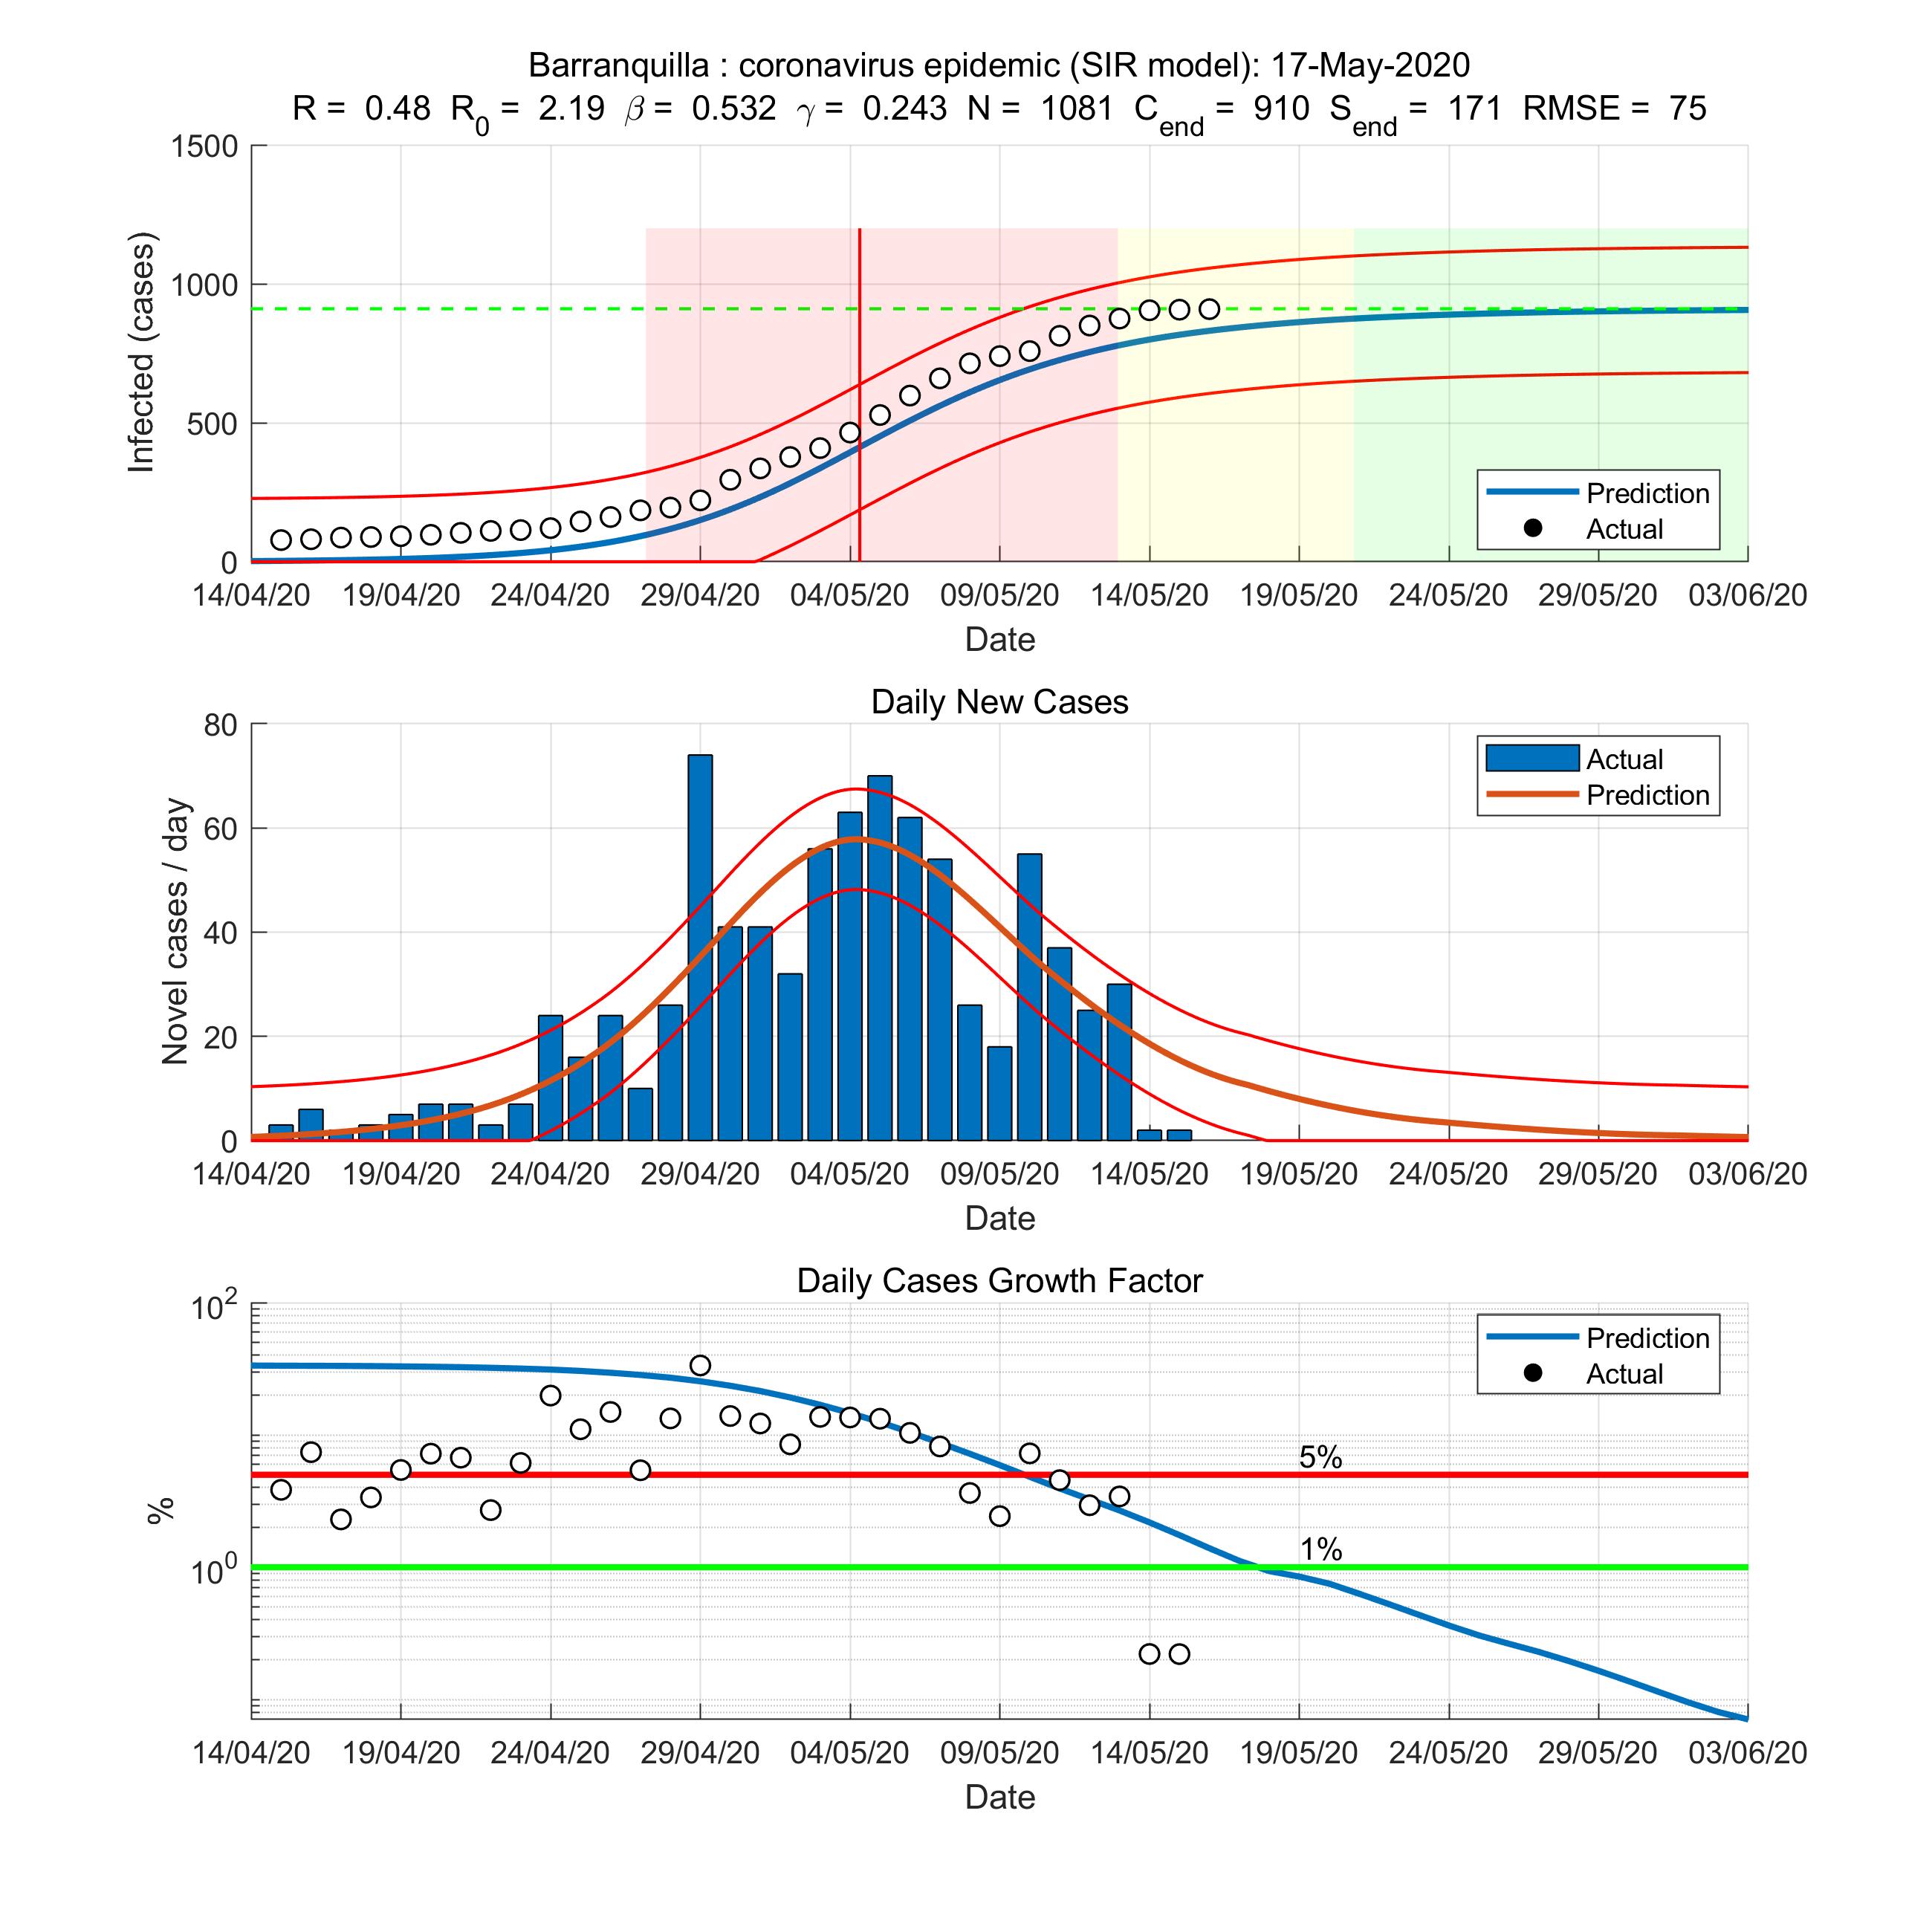 Barranquilla : coronavirus epidemic (SIR model): 17-May-2020
R = 0.48 R0 = 2.19 β = 0.532 γ = 0.243 N = 1081 Cend = 910 Send = 171 RMSE = 75
1500
1000
500
0
Infected (cases)
Prediction
Actual
14/04/20 19/04/20 24/04/20 29/04/20 04/05/20 09/05/20 14/05/20 19/05/20 24/05/20 29/05/20 03/06/20
Date
Daily New Cases
80
60
40
20
0
Novel cases / day
Actual
Prediction
14/04/20 19/04/20 24/04/20 29/04/20 04/05/20 09/05/20 14/05/20 19/05/20 24/05/20 29/05/20 03/06/20
Date
Daily Cases Growth Factor
10^2
10^0
%
Prediction
Actual
5%
1%
14/04/20 19/04/20 24/04/20 29/04/20 04/05/20 09/05/20 14/05/20 19/05/20 24/05/20 29/05/20 03/06/20
Date